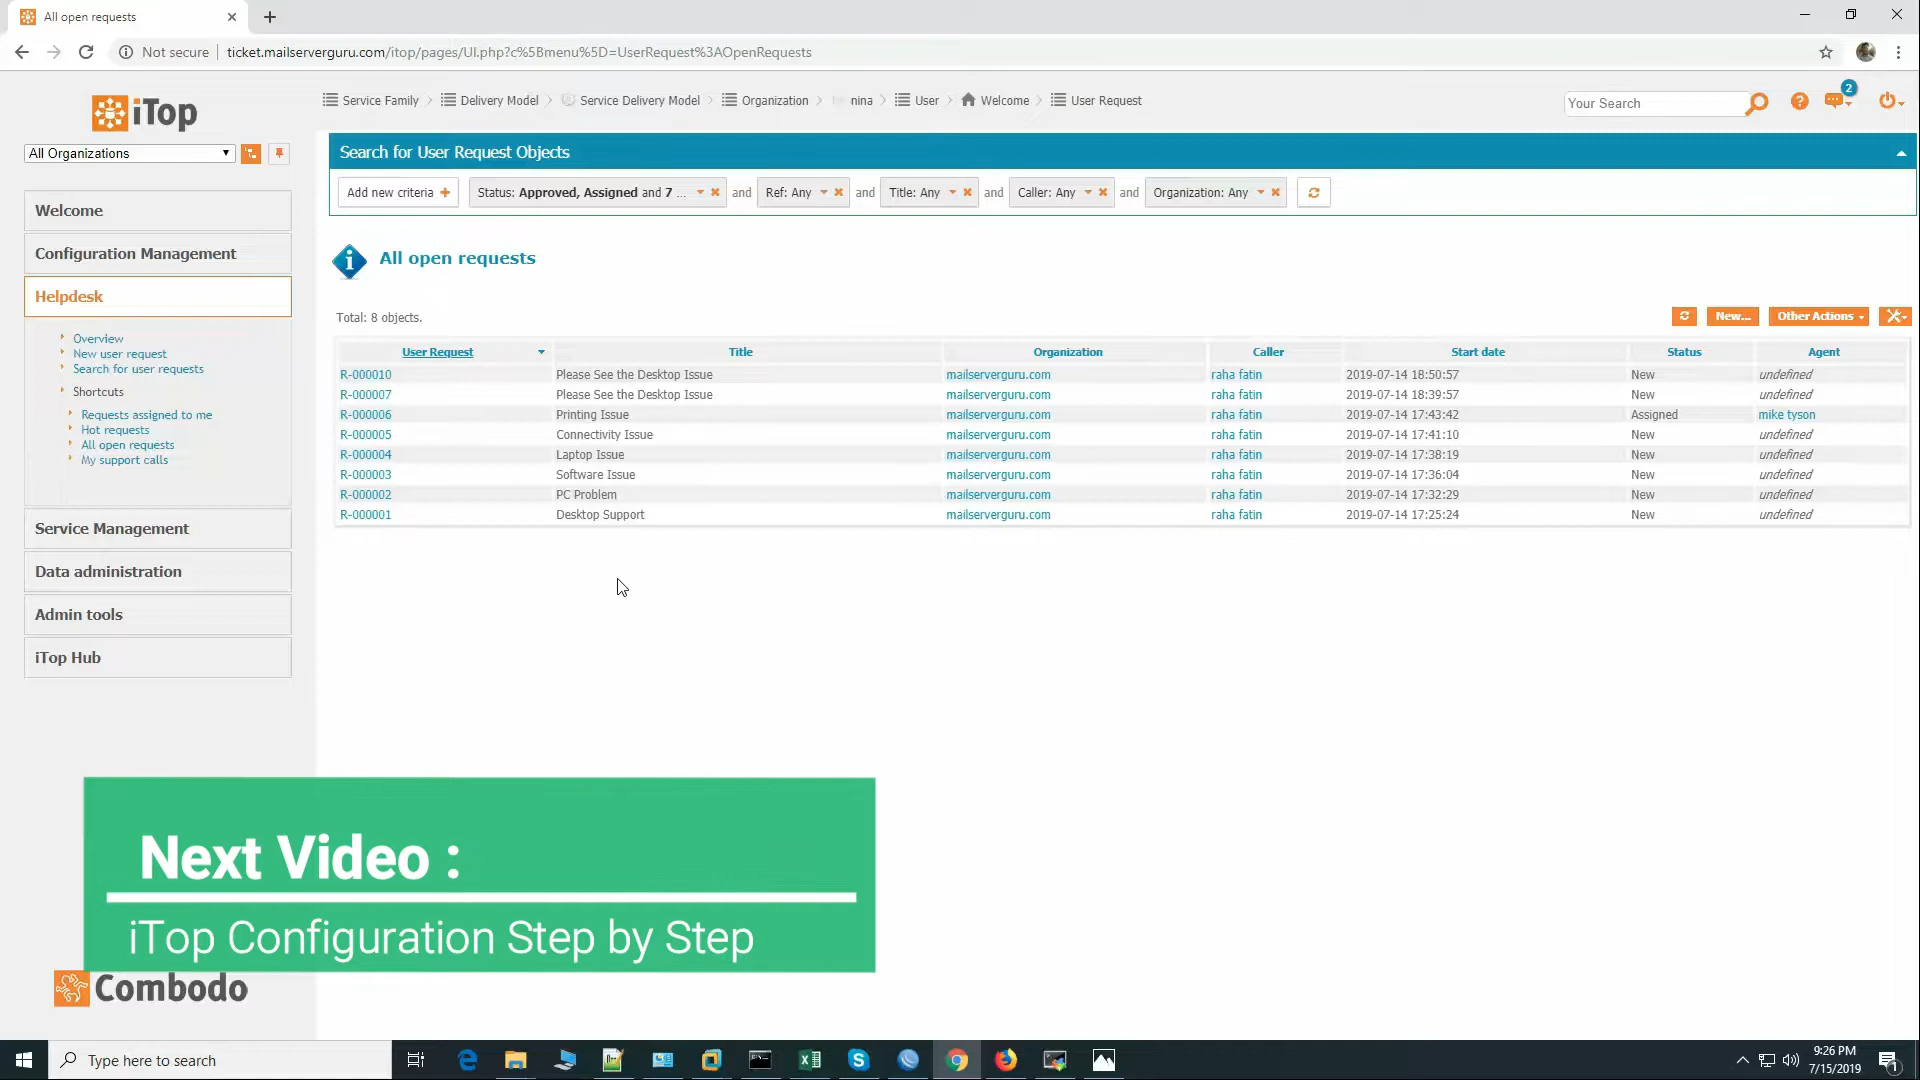 All open requests
Not secure ticket.mailserverguru.com/itop/pages/UI.php?c%5Bmenu%5D=UserRequest%3AOpenRequests
iTop
Service Family Delivery Model Service Delivery Model Organization nina User Welcome User Request
Your Search
2
All Organizations
Search for User Request Objects
Add new criteria Status: Approved, Assigned and 7 ... and Ref: Any and Title: Any and Caller: Any and Organization: Any
Welcome
Configuration Management
Helpdesk
Overview
New user request
Search for user requests
Shortcuts
Requests assigned to me
Hot requests
All open requests
My support calls
Service Management
Data administration
Admin tools
iTop Hub
All open requests
Total: 8 objects.
New... Other Actions
User Request Title Organization Caller Start date Status Agent
R-000010 Please See the Desktop Issue mailserverguru.com raha fatin 2019-07-14 18:50:57 New undefined
R-000007 Please See the Desktop Issue mailserverguru.com raha fatin 2019-07-14 18:39:57 New undefined
R-000006 Printing Issue mailserverguru.com raha fatin 2019-07-14 17:43:42 Assigned mike tyson
R-000005 Connectivity Issue mailserverguru.com raha fatin 2019-07-14 17:41:10 New undefined
R-000004 Laptop Issue mailserverguru.com raha fatin 2019-07-14 17:38:19 New undefined
R-000003 Software Issue mailserverguru.com raha fatin 2019-07-14 17:36:04 New undefined
R-000002 PC Problem mailserverguru.com raha fatin 2019-07-14 17:32:29 New undefined
R-000001 Desktop Support mailserverguru.com raha fatin 2019-07-14 17:25:24 New undefined
Next Video :
iTop Configuration Step by Step
Combodo
Type here to search
9:26 PM
7/15/2019
1